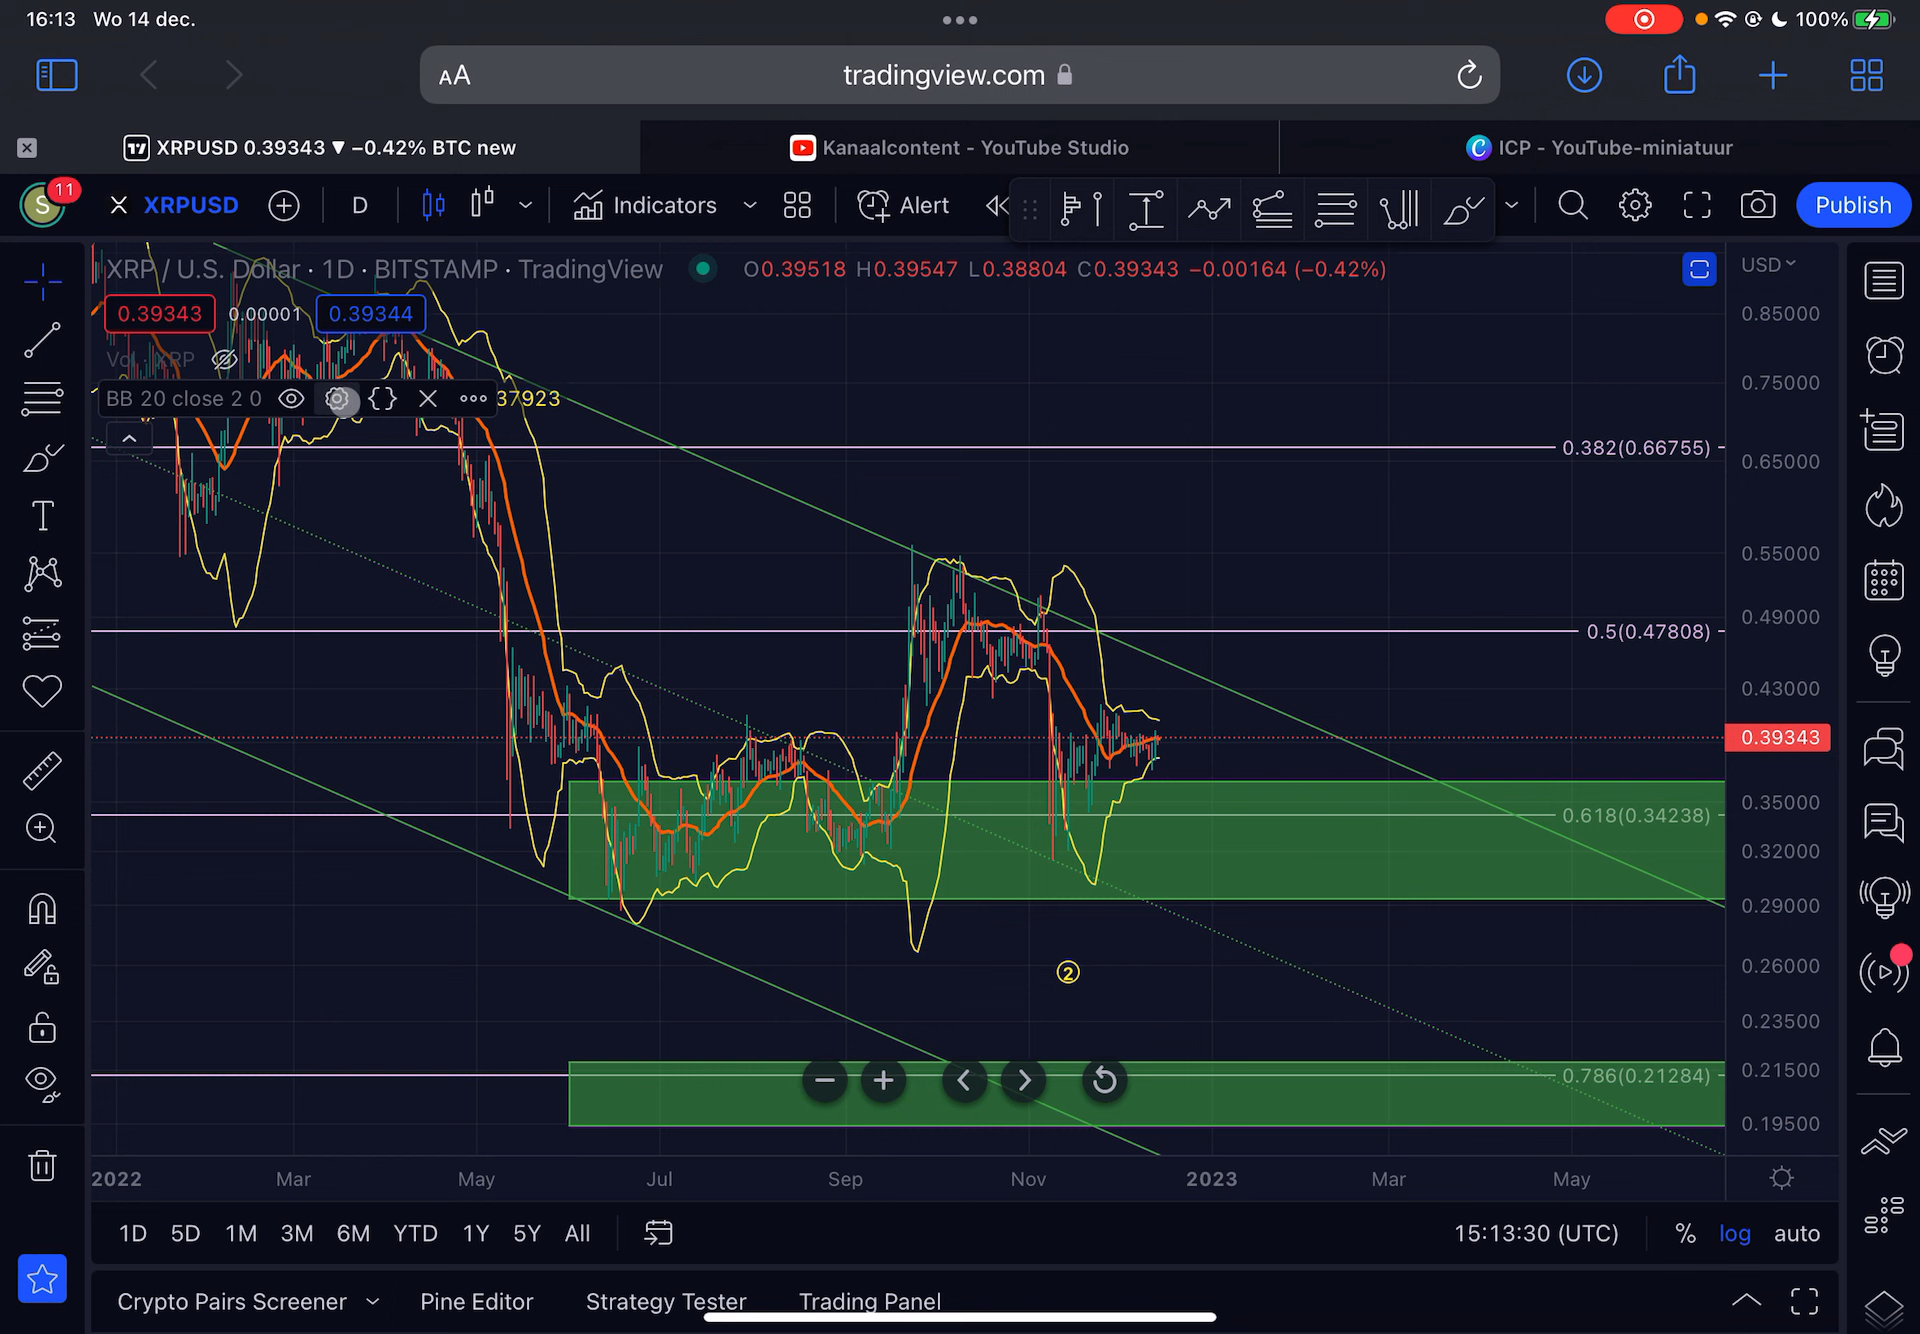 16:13 Wo 14 dec.
100%
AA
tradingview.com
XRPUSD 0.39343 ▼ −0.42% BTC new
Kanaalcontent - YouTube Studio
ICP - YouTube-miniatuur
S
11
XRPUSD
D
Indicators
Alert
Publish
XRP / U.S. Dollar · 1D · BITSTAMP · TradingView
O0.39518 H0.39547 L0.38804 C0.39343 −0.00164 (−0.42%)
USD
0.39343
0.00001
0.39344
Vol · XRP
BB 20 close 2 0
37923
0.85000
0.75000
0.382(0.66755)
0.65000
0.55000
0.49000
0.5(0.47808)
0.43000
0.39343
0.35000
0.618(0.34238)
0.32000
0.29000
2
0.26000
0.23500
0.21500
0.786(0.21284)
0.19500
2022 Mar May Jul Sep Nov 2023 Mar May
1D 5D 1M 3M 6M YTD 1Y 5Y All
15:13:30 (UTC)
% log auto
Crypto Pairs Screener
Pine Editor
Strategy Tester
Trading Panel